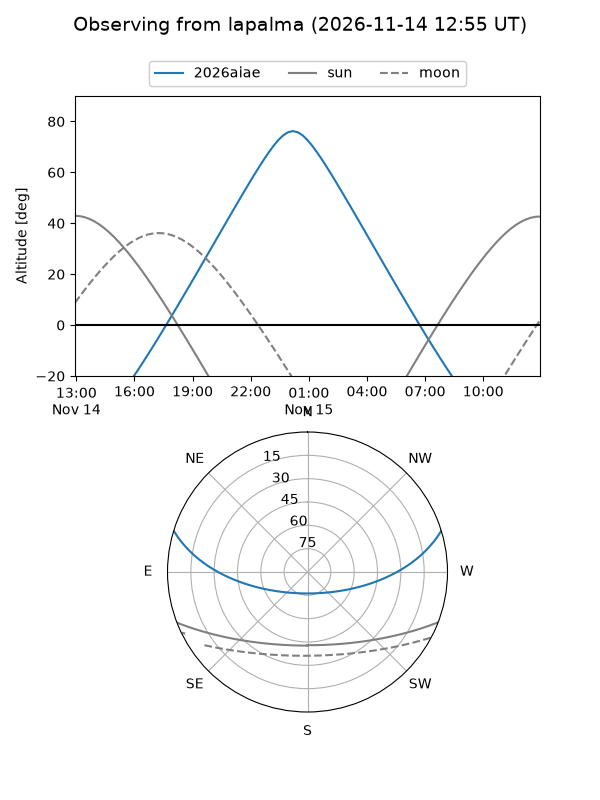 Observing from lapalma (2026-11-14 12:55 UT)
2026aiae sun moon
Altitude [deg]
80
60
40
20
0
−20
13:00 16:00 19:00 22:00 01:00 04:00 07:00 10:00
Nov 14 Nov 15
N
NE NW
15
30
45
60
75
E W
SE SW
S